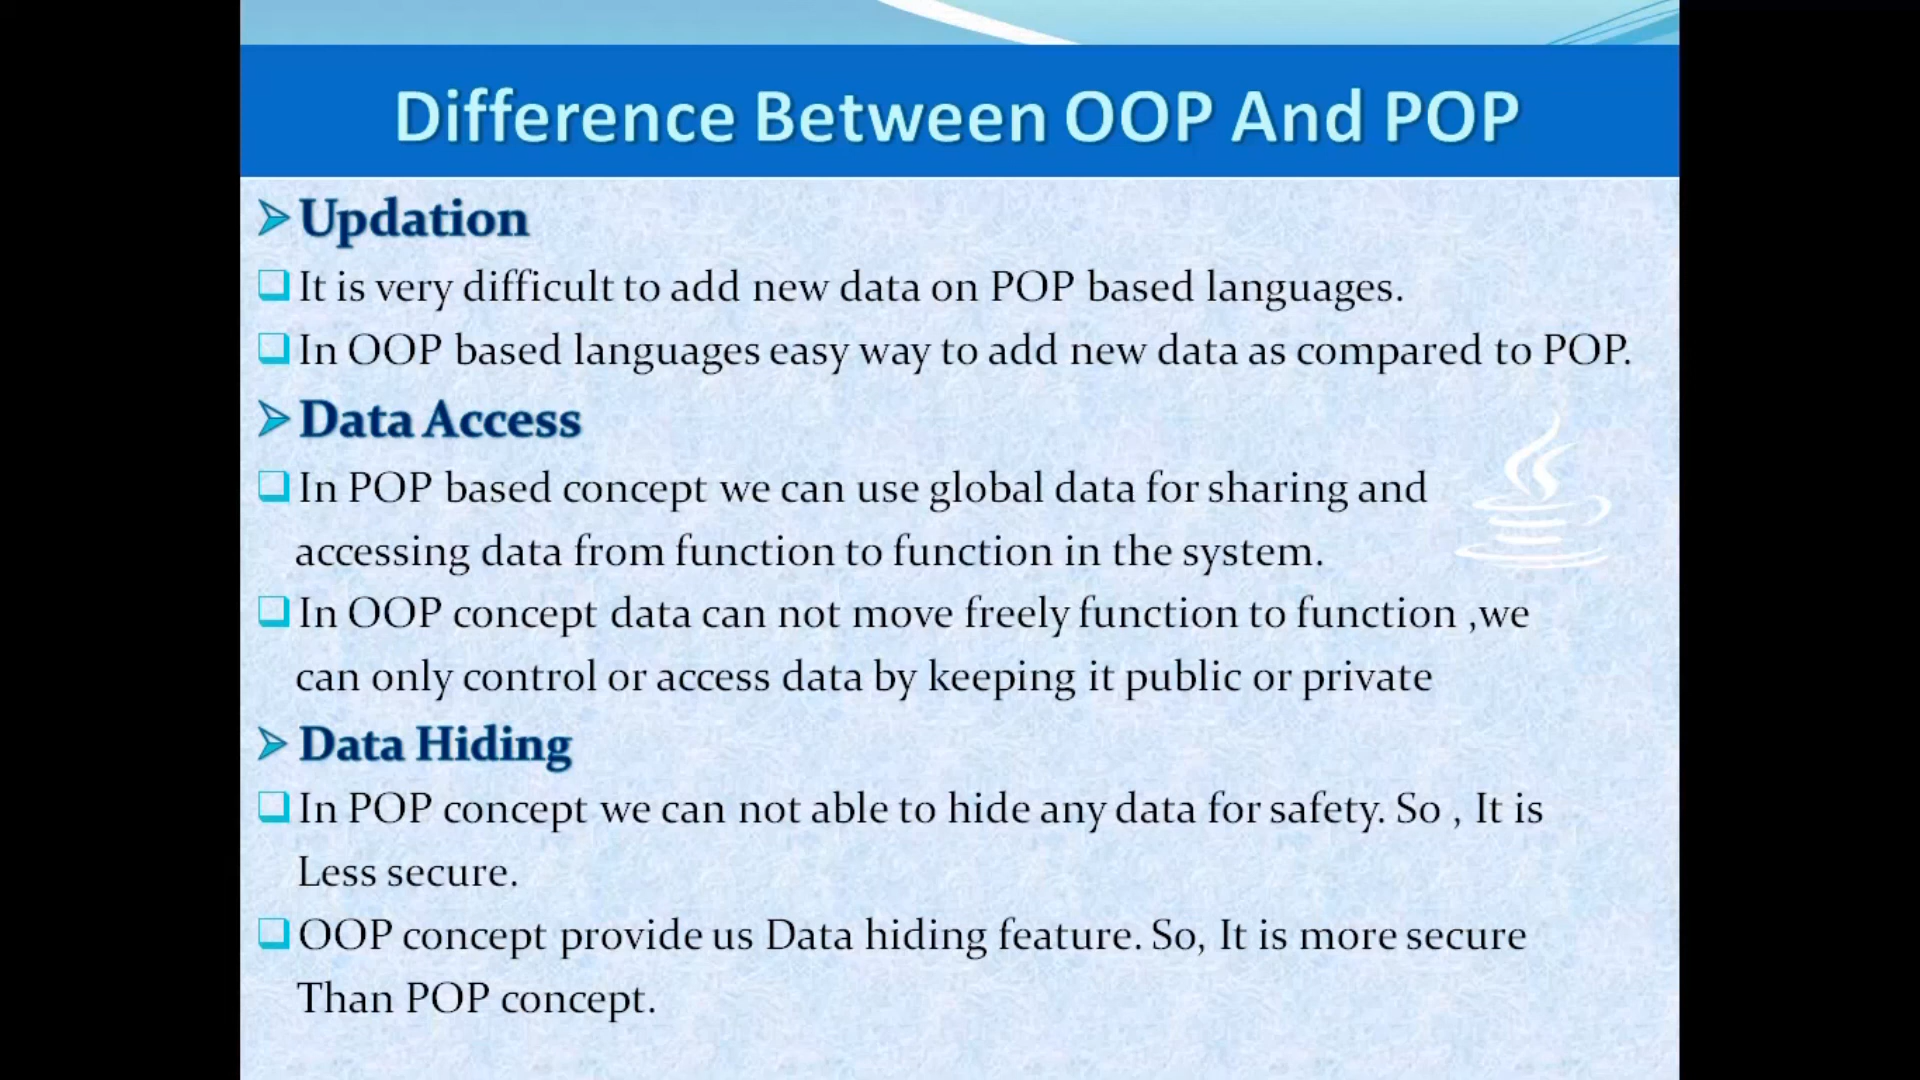 Difference Between OOP And POP
Updation
It is very difficult to add new data on POP based languages.
In OOP based languages easy way to add new data as compared to POP.
Data Access
In POP based concept we can use global data for sharing and
accessing data from function to function in the system.
In OOP concept data can not move freely function to function ,we
can only control or access data by keeping it public or private
Data Hiding
In POP concept we can not able to hide any data for safety. So , It is
Less secure.
OOP concept provide us Data hiding feature. So, It is more secure
Than POP concept.